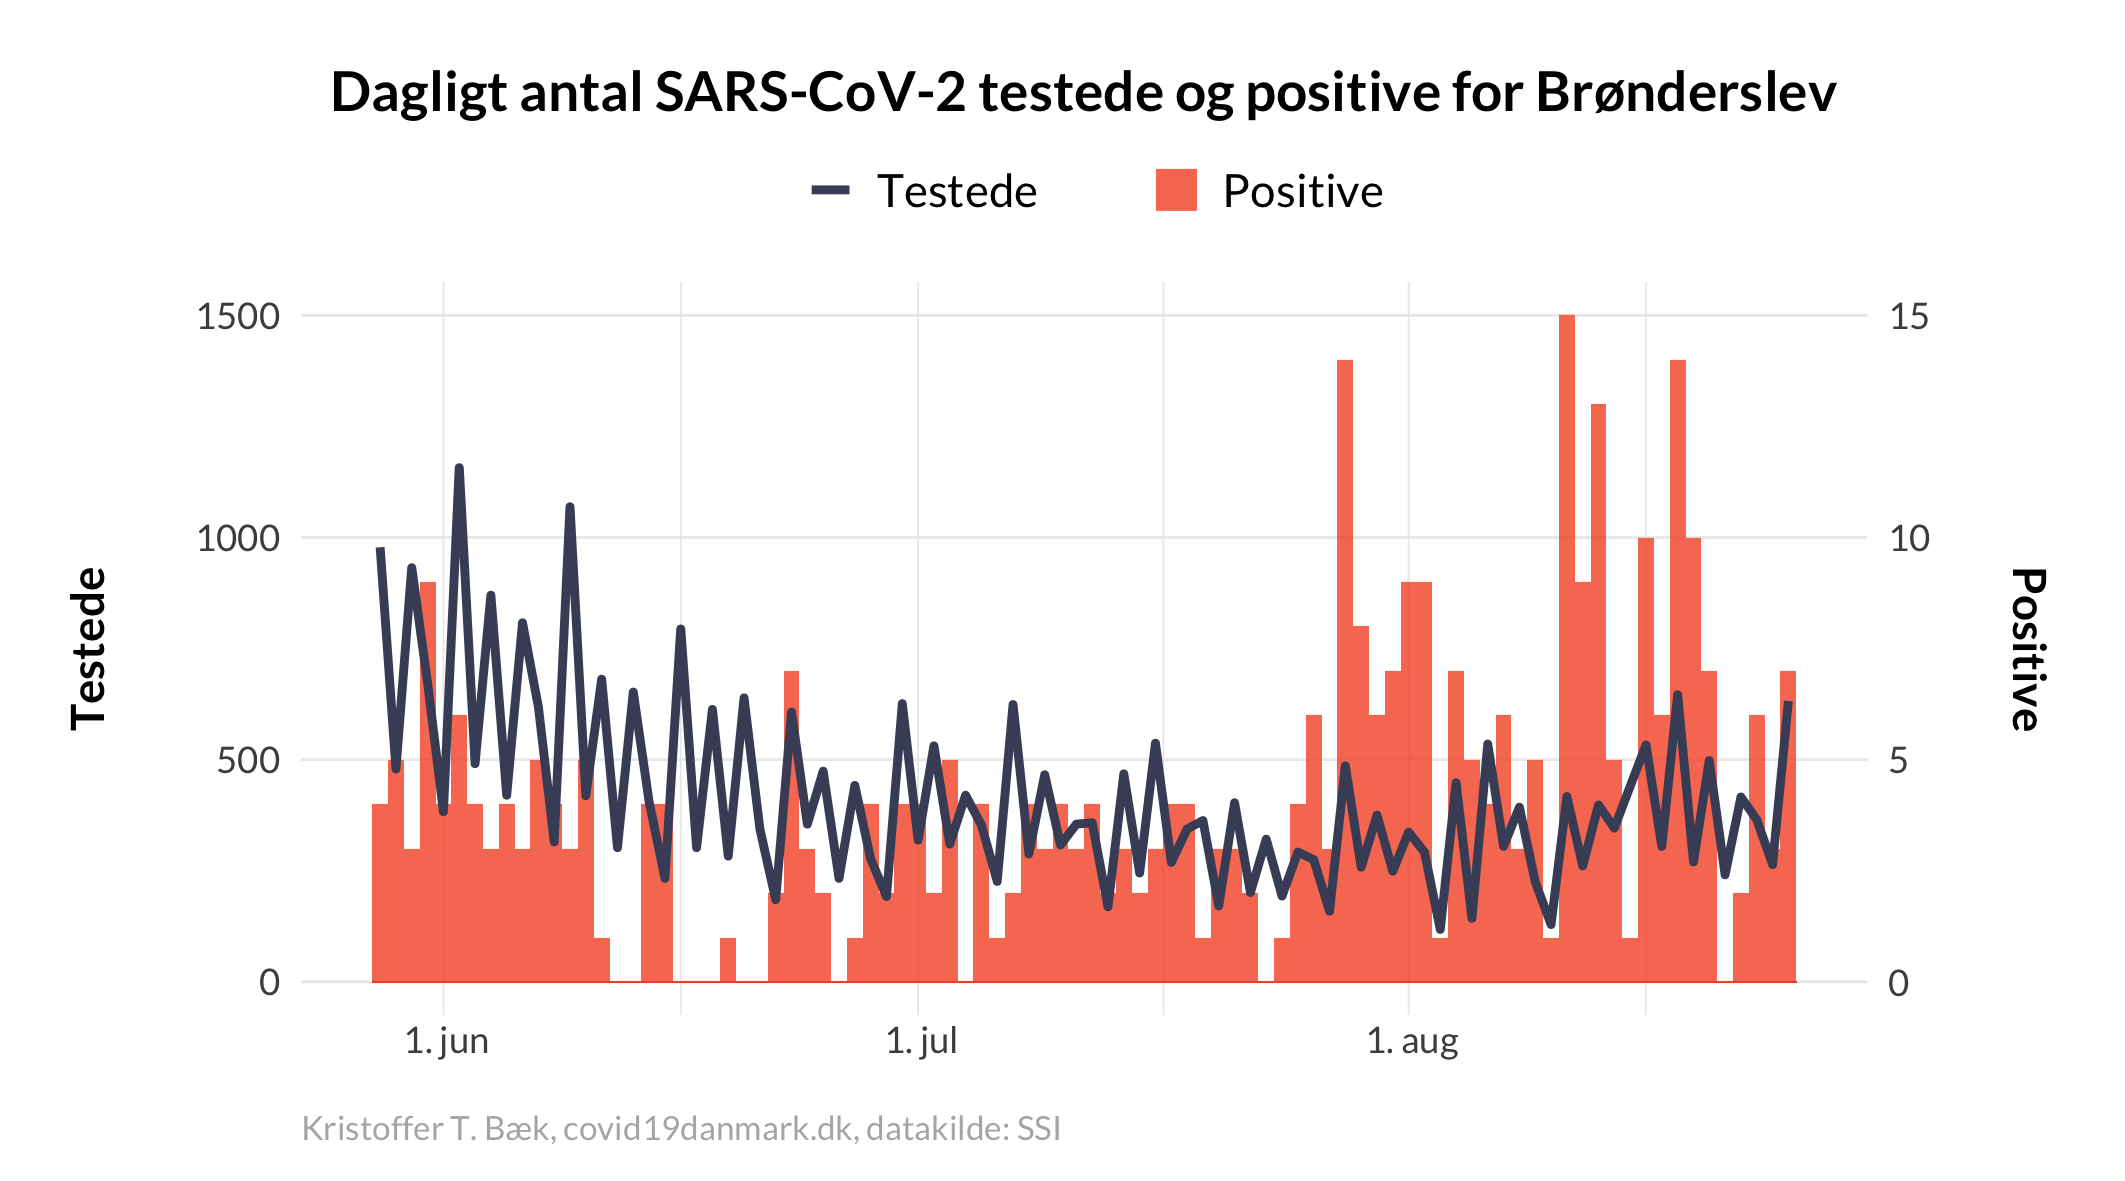 Dagligt antal SARS-CoV-2 testede og positive for Brønderslev
Testede Positive
1500 15
1000 10
500 5
0 0
Testede
Positive
1. jun 1. jul 1. aug
Kristoffer T. Bæk, covid19danmark.dk, datakilde: SSI